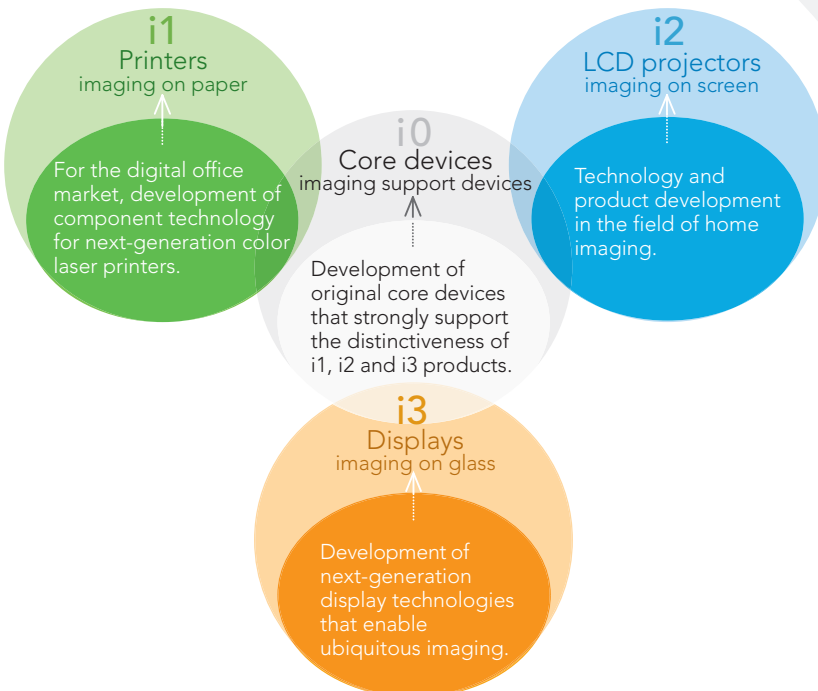 i1
Printers
imaging on paper
For the digital office
market, development of
component technology
for next-generation color
laser printers.
i2
LCD projectors
imaging on screen
Technology and
product development
in the field of home
imaging.
i0
Core devices
imaging support devices
Development of
original core devices
that strongly support
the distinctiveness of
i1, i2 and i3 products.
i3
Displays
imaging on glass
Development of
next-generation
display technologies
that enable
ubiquitous imaging.